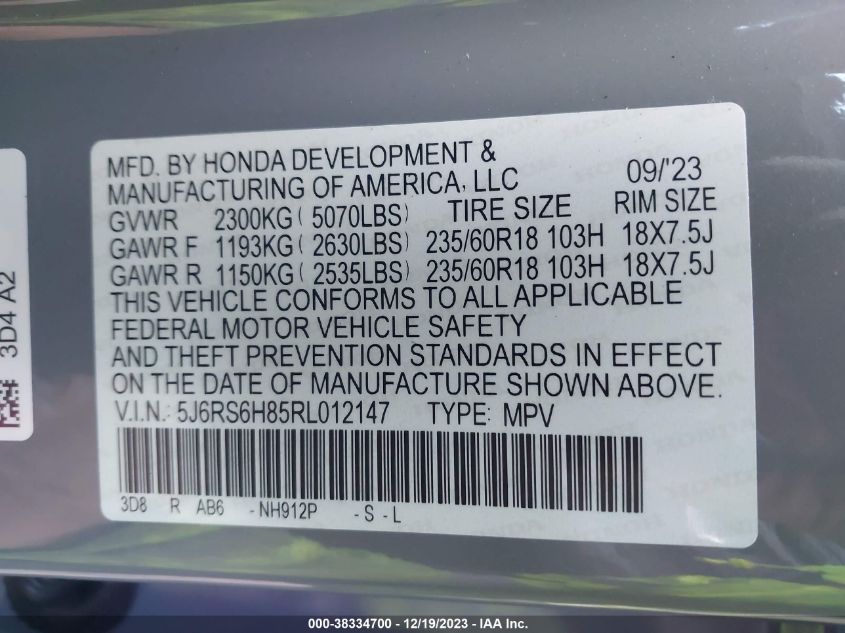 MFD. BY HONDA DEVELOPMENT &
MANUFACTURING OF AMERICA, LLC 09/'23
GVWR 2300KG ( 5070LBS) TIRE SIZE RIM SIZE
GAWR F 1193KG ( 2630LBS) 235/60R18 103H 18X7.5J
GAWR R 1150KG ( 2535LBS) 235/60R18 103H 18X7.5J
THIS VEHICLE CONFORMS TO ALL APPLICABLE
FEDERAL MOTOR VEHICLE SAFETY
AND THEFT PREVENTION STANDARDS IN EFFECT
ON THE DATE OF MANUFACTURE SHOWN ABOVE.
V.I.N.: 5J6RS6H85RL012147 TYPE: MPV
3D8 R AB6 -NH912P -S -L
3D4 A2
000-38334700 - 12/19/2023 - IAA Inc.